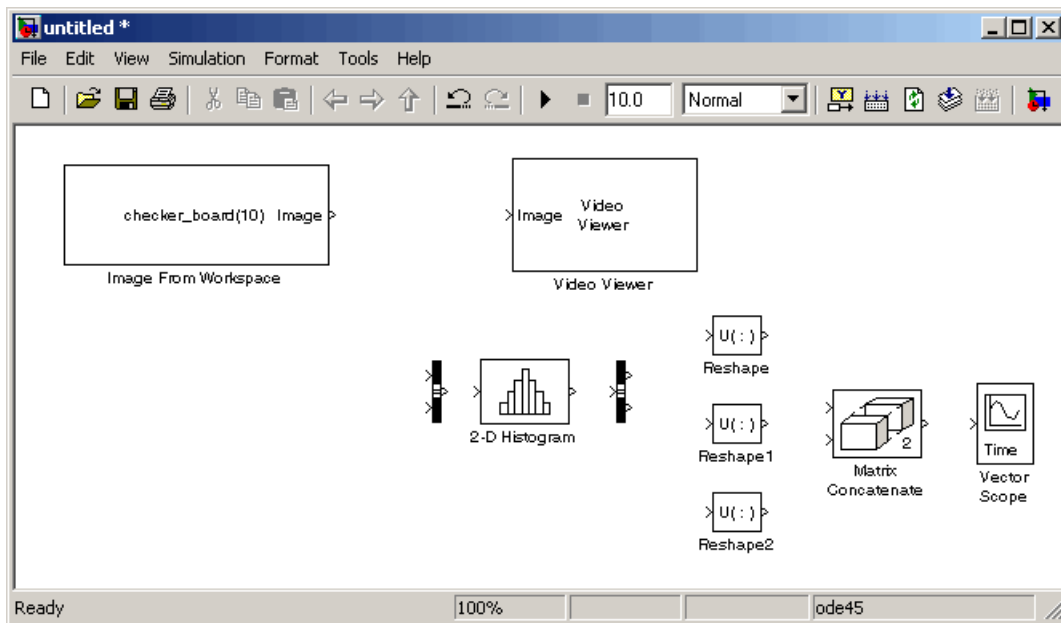 untitled *
File Edit View Simulation Format Tools Help
10.0 Normal
checker_board(10) Image
Image From Workspace
Image Video
Viewer
Video Viewer
U(:)
Reshape
2-D Histogram
U(:)
Reshape1
2
Matrix
Concatenate
Time
Vector
Scope
U(:)
Reshape2
Ready 100% ode45